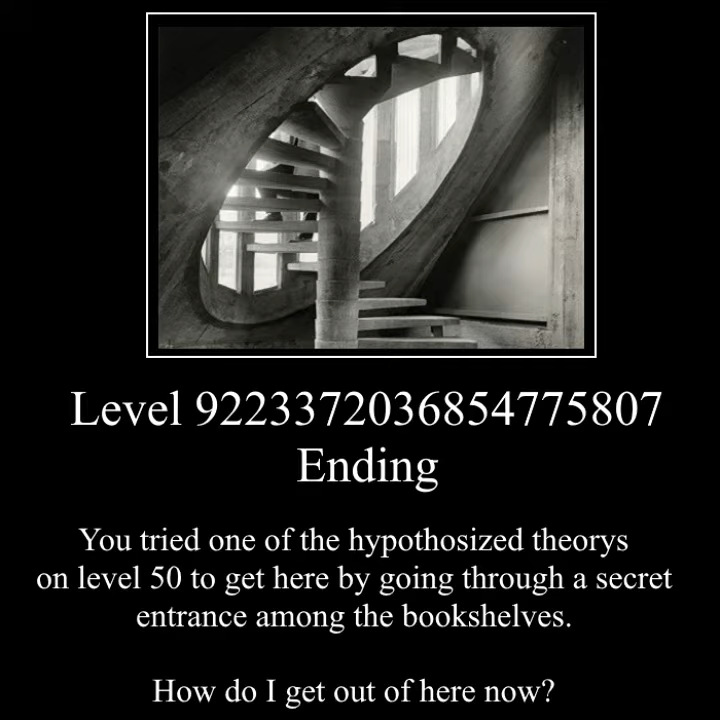 Level 9223372036854775807
Ending
You tried one of the hypothosized theorys
on level 50 to get here by going through a secret
entrance among the bookshelves.
How do I get out of here now?